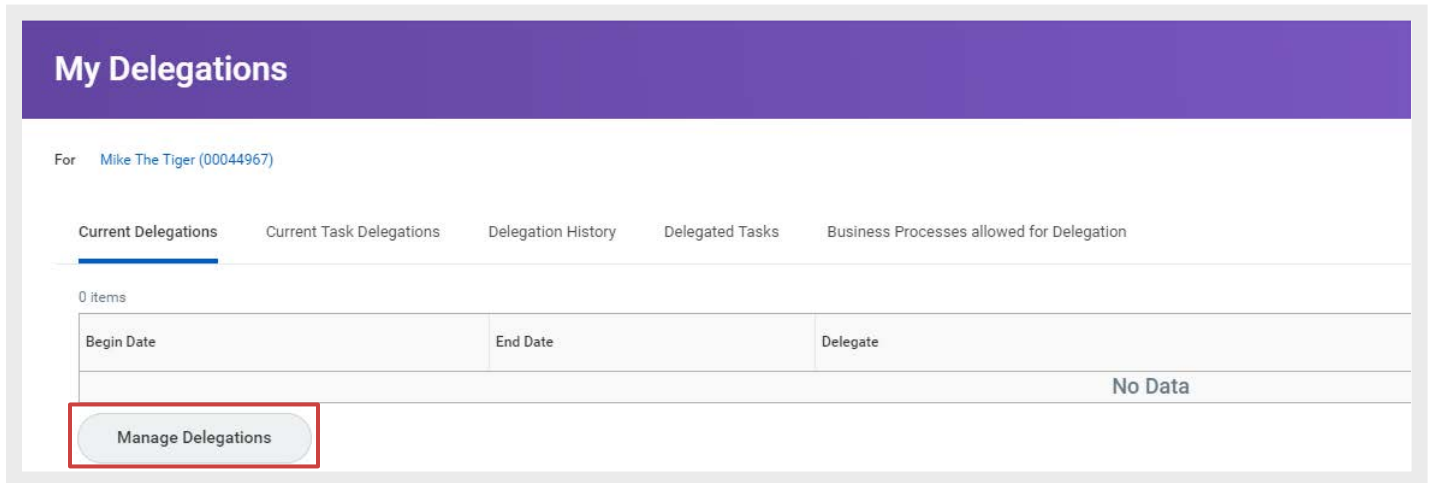 My Delegations
For Mike The Tiger (00044967)
Current Delegations Current Task Delegations Delegation History Delegated Tasks Business Processes allowed for Delegation
0 items
Begin Date End Date Delegate
No Data
Manage Delegations